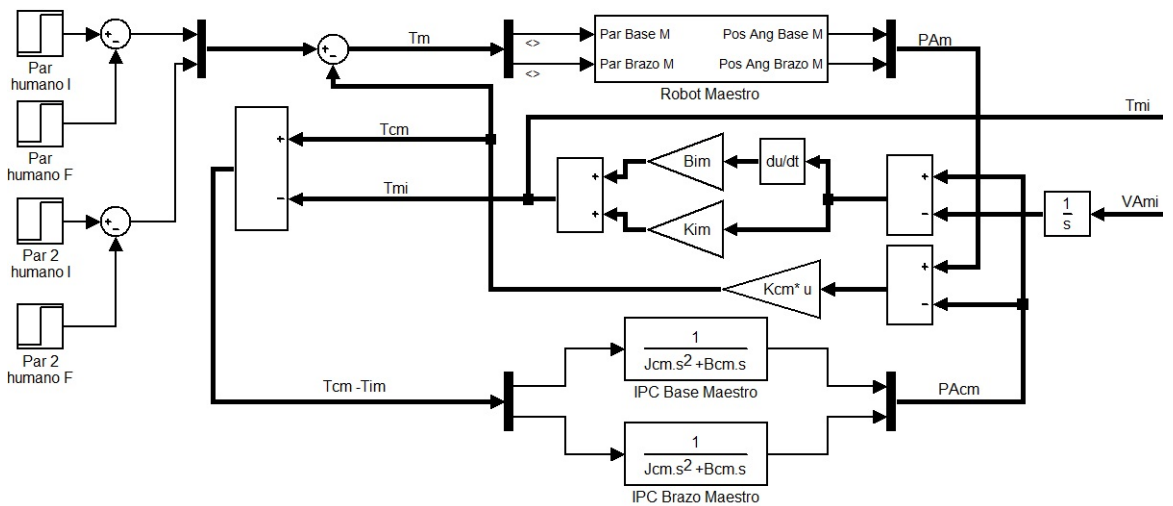 Par
humano I
Par
humano F
Par 2
humano I
Par 2
humano F
+
-
+
-
+
-
Tm
<>
<>
Par Base M
Pos Ang Base M
Par Brazo M
Pos Ang Brazo M
Robot Maestro
PAm
Tmi
Tcm
+
Tmi
-
+
+
Bim
du/dt
Kim
+
-
1
s
VAmi
Kcm* u
+
-
Tcm -Tim
1
Jcm.s2 +Bcm.s
IPC Base Maestro
PAcm
1
Jcm.s2 +Bcm.s
IPC Brazo Maestro